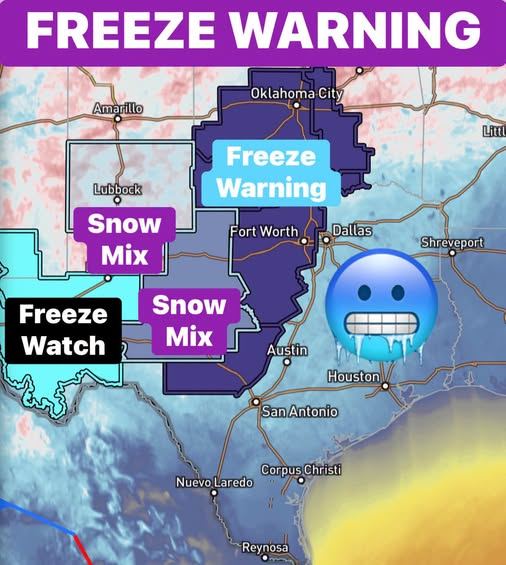 FREEZE WARNING
Amarillo
Oklahoma City
Littl
Freeze
Warning
Lubbock
Snow
Mix
Fort Worth
Dallas
Shreveport
Freeze
Watch
Snow
Mix
Austin
Houston
San Antonio
Nuevo Laredo
Corpus Christi
Reynosa